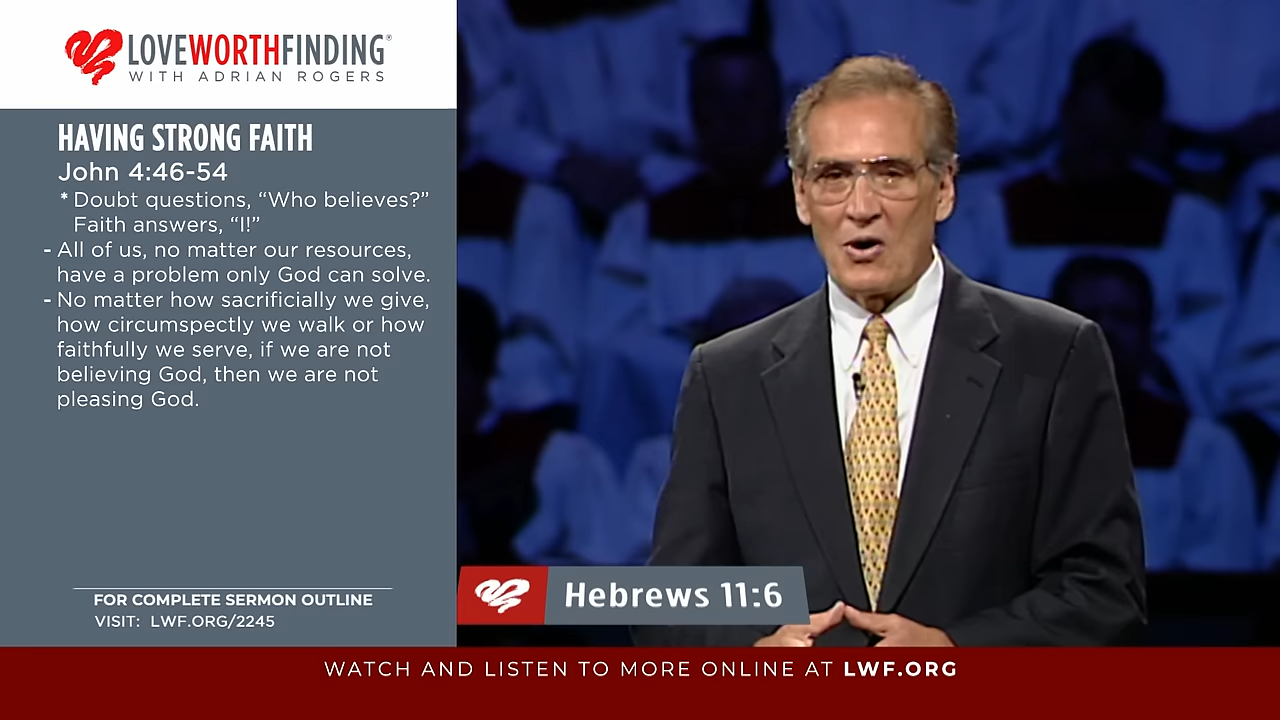 LOVEWORTHFINDING®
WITH ADRIAN ROGERS
HAVING STRONG FAITH
John 4:46-54
* Doubt questions, “Who believes?”
Faith answers, “I!”
- All of us, no matter our resources,
have a problem only God can solve.
- No matter how sacrificially we give,
how circumspectly we walk or how
faithfully we serve, if we are not
believing God, then we are not
pleasing God.
FOR COMPLETE SERMON OUTLINE
VISIT: LWF.ORG/2245
Hebrews 11:6
WATCH AND LISTEN TO MORE ONLINE AT LWF.ORG